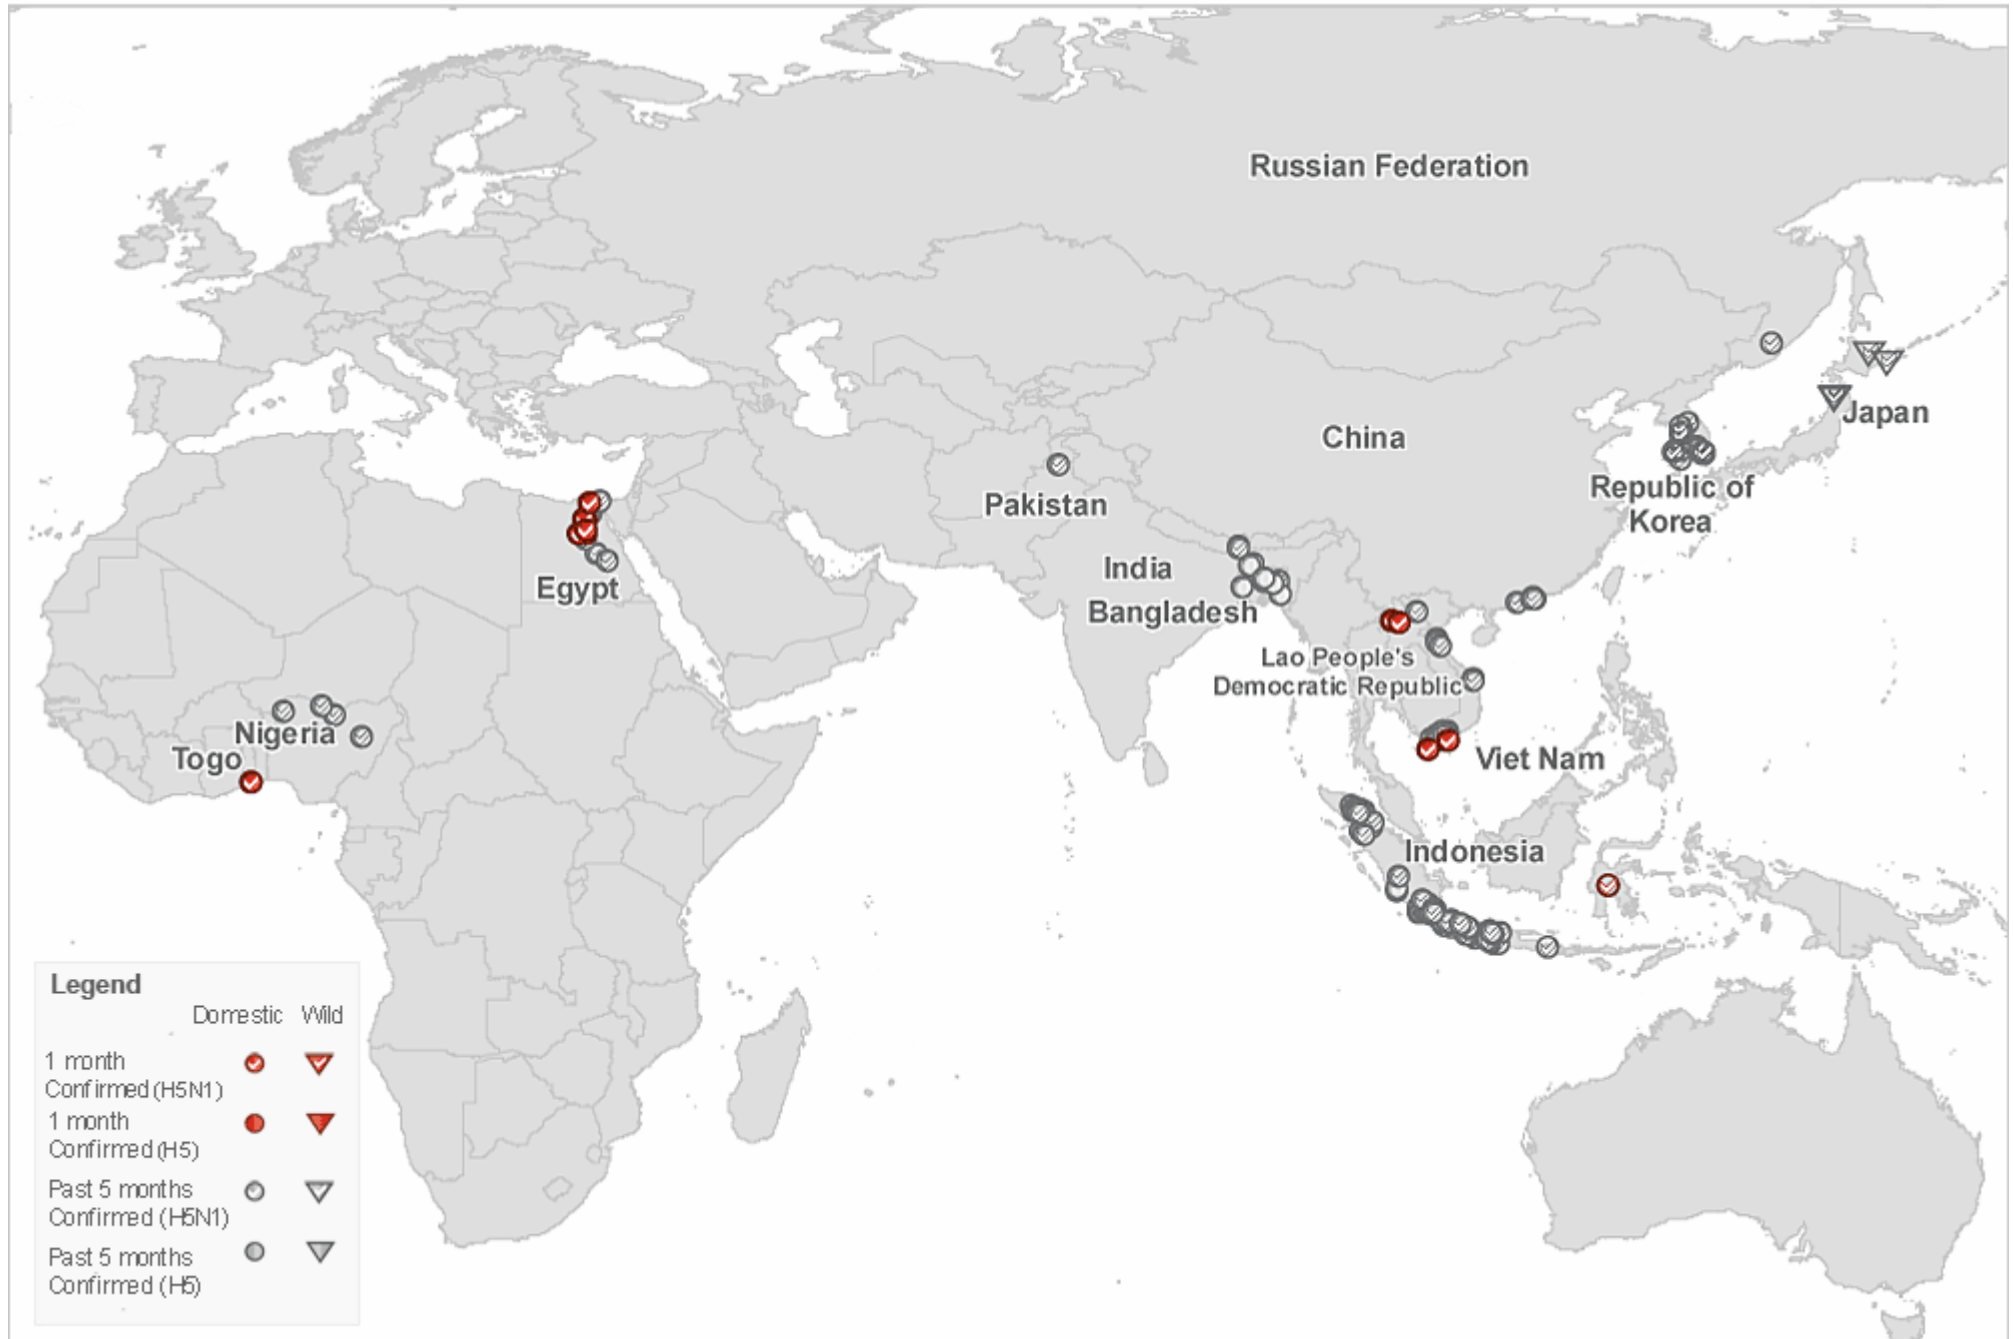 Russian Federation
Japan
China
Republic of
Korea
Pakistan
India
Bangladesh
Egypt
Lao People's
Democratic Republic
Nigeria
Togo
Viet Nam
Indonesia
Legend
Domestic Wild
1 month
Confirmed (H5N1)
1 month
Confirmed (H5)
Past 5 months
Confirmed (H5N1)
Past 5 months
Confirmed (H5)